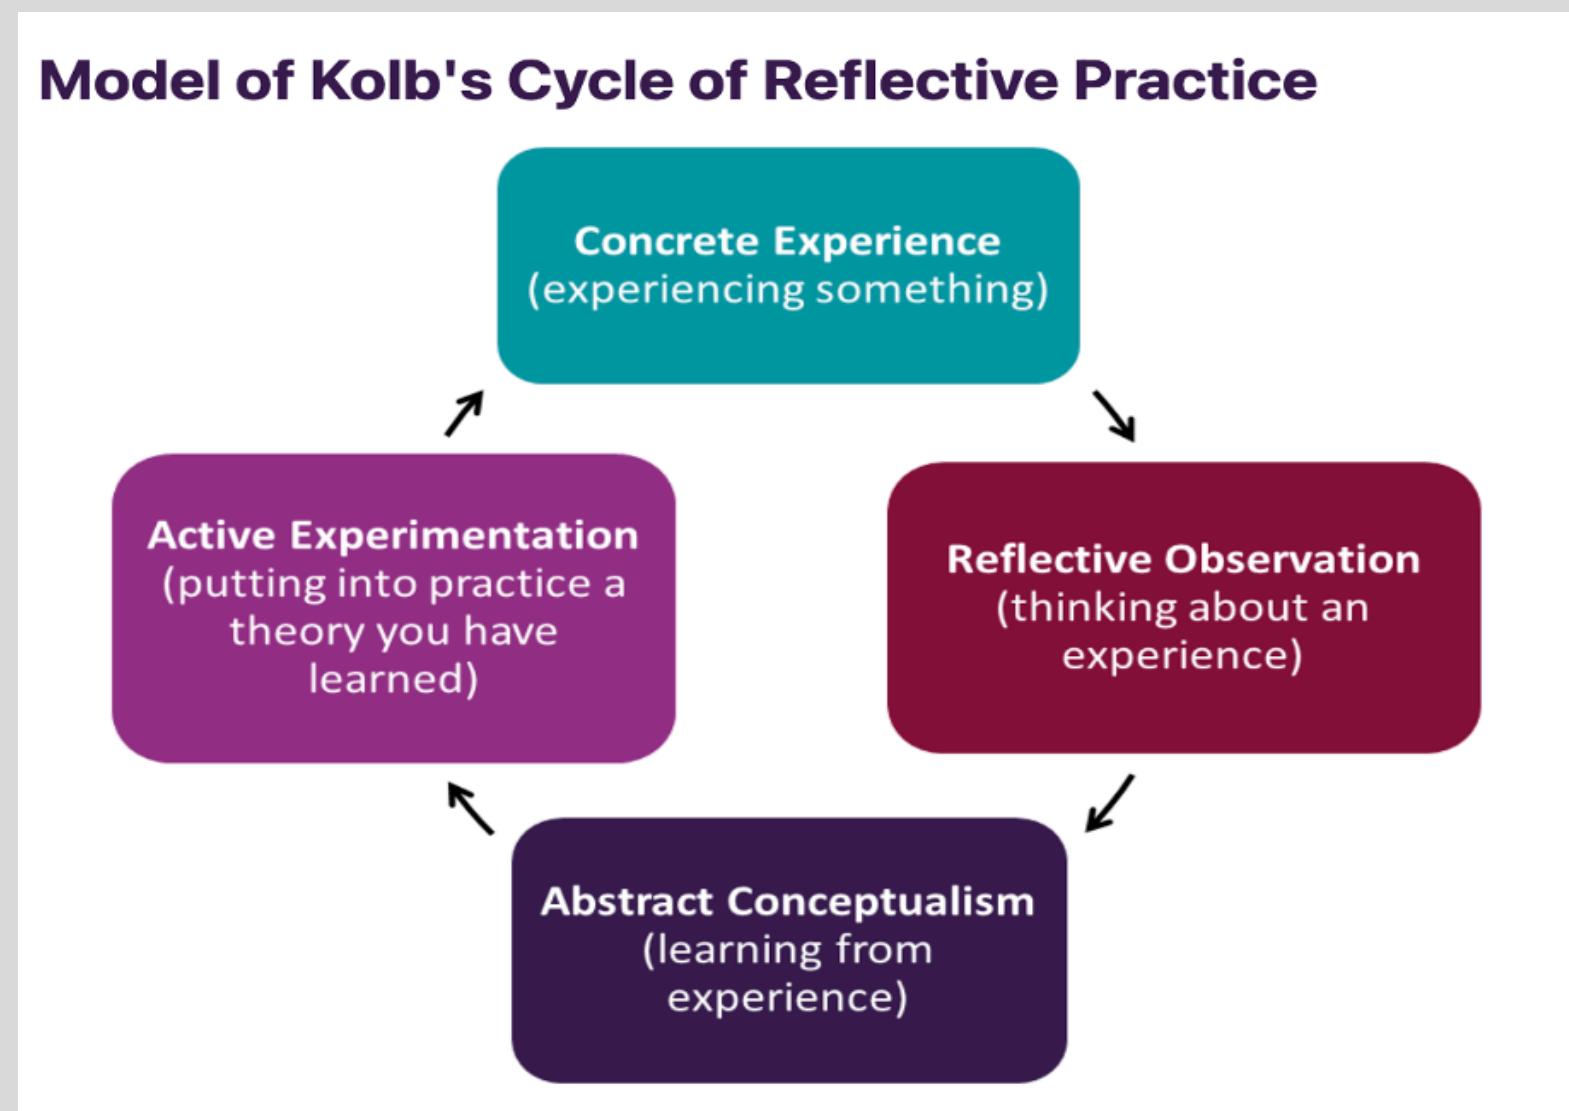 Model of Kolb's Cycle of Reflective Practice
Concrete Experience
(experiencing something)
Active Experimentation
(putting into practice a
theory you have
learned)
Reflective Observation
(thinking about an
experience)
Abstract Conceptualism
(learning from
experience)